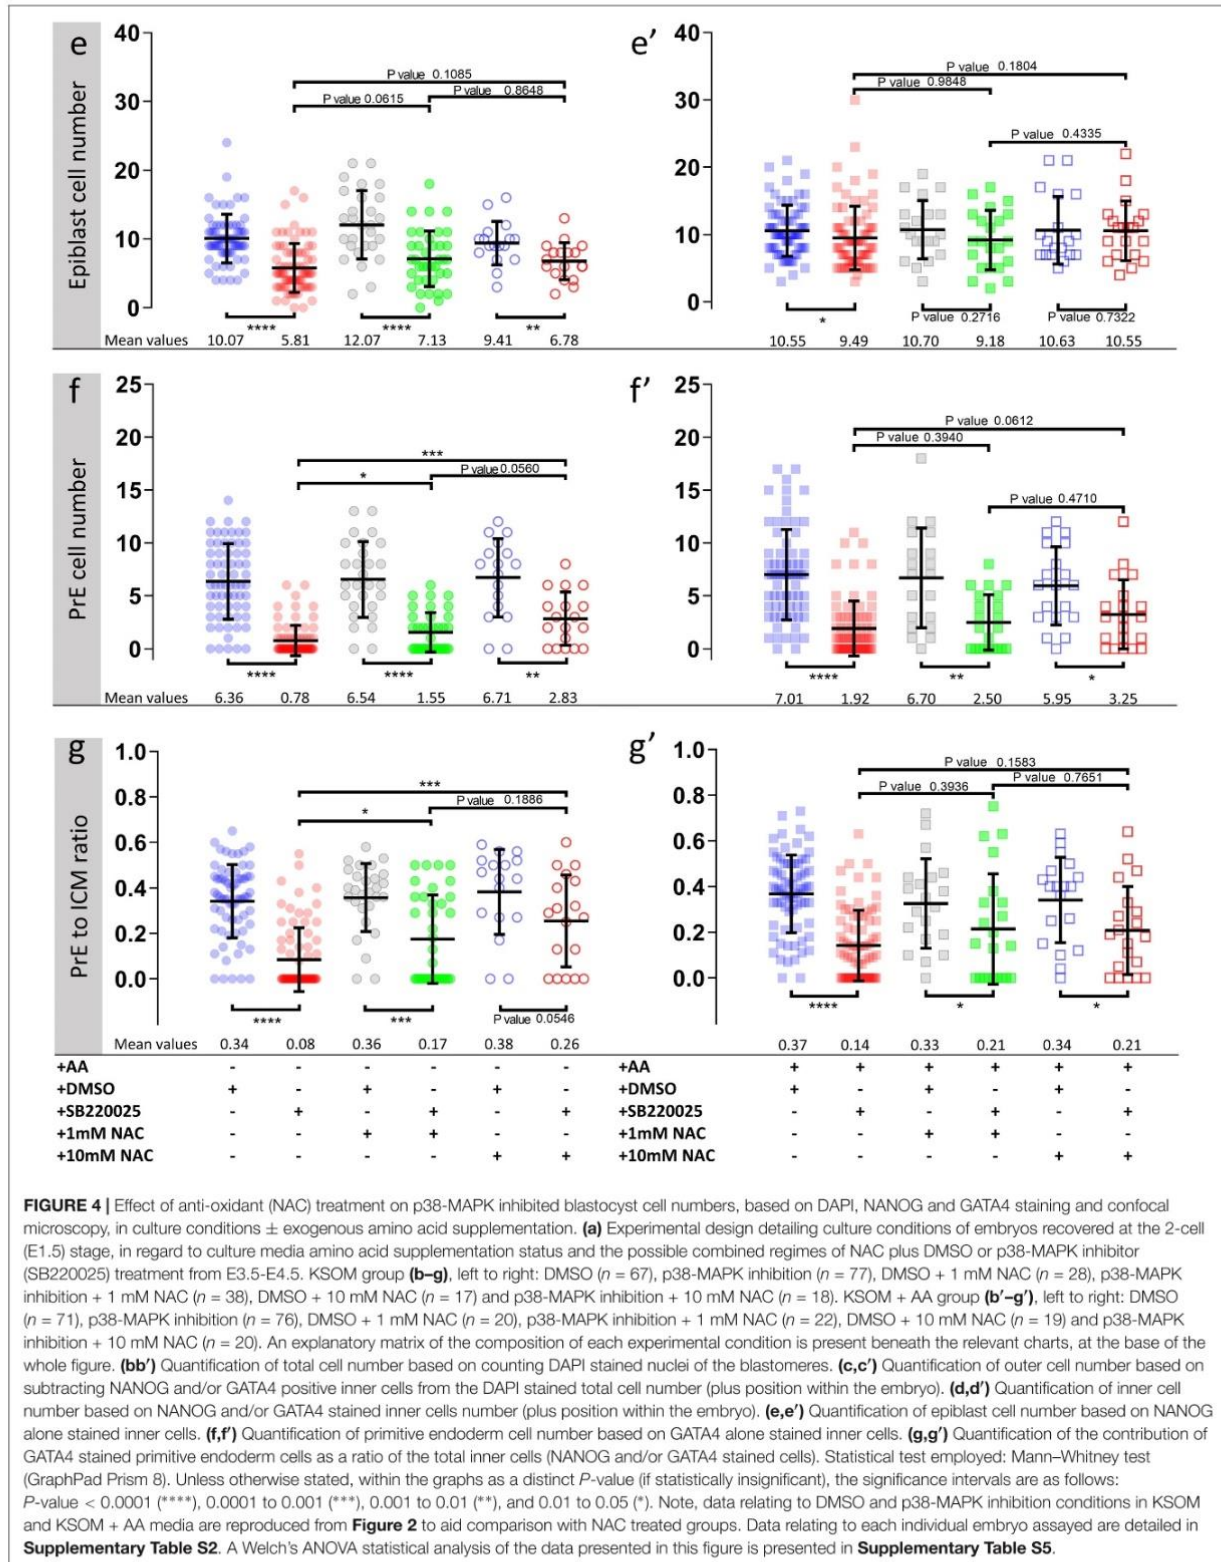 e
e′
Epiblast cell number
40
30
20
10
0
P value 0.1085
P value 0.0615
P value 0.8648
****
****
**
Mean values
10.07 5.81 12.07 7.13 9.41 6.78
40
30
20
10
0
P value 0.1804
P value 0.9848
P value 0.4335
*
P value 0.2716
P value 0.7322
10.55 9.49 10.70 9.18 10.63 10.55
f
f′
PrE cell number
25
20
15
10
5
0
***
*
P value 0.0560
****
****
**
Mean values
6.36 0.78 6.54 1.55 6.71 2.83
25
20
15
10
5
0
P value 0.0612
P value 0.3940
P value 0.4710
****
**
*
7.01 1.92 6.70 2.50 5.95 3.25
g
g′
PrE to ICM ratio
1.0
0.8
0.6
0.4
0.2
0.0
***
P value 0.1886
*
****
***
P value 0.0546
Mean values
0.34 0.08 0.36 0.17 0.38 0.26
1.0
0.8
0.6
0.4
0.2
0.0
P value 0.1583
P value 0.7651
P value 0.3936
****
*
*
0.37 0.14 0.33 0.21 0.34 0.21
+AA - - - - - - +AA + + + + + +
+DMSO + - + - + - +DMSO + - + - + -
+SB220025 - + - + - + +SB220025 - + - + - +
+1mM NAC - - + + - - +1mM NAC - - + + - -
+10mM NAC - - - - + + +10mM NAC - - - - + +
FIGURE 4 | Effect of anti-oxidant (NAC) treatment on p38-MAPK inhibited blastocyst cell numbers, based on DAPI, NANOG and GATA4 staining and confocal
microscopy, in culture conditions ± exogenous amino acid supplementation. (a) Experimental design detailing culture conditions of embryos recovered at the 2-cell
(E1.5) stage, in regard to culture media amino acid supplementation status and the possible combined regimes of NAC plus DMSO or p38-MAPK inhibitor
(SB220025) treatment from E3.5-E4.5. KSOM group (b–g), left to right: DMSO (n = 67), p38-MAPK inhibition (n = 77), DMSO + 1 mM NAC (n = 28), p38-MAPK
inhibition + 1 mM NAC (n = 38), DMSO + 10 mM NAC (n = 17) and p38-MAPK inhibition + 10 mM NAC (n = 18). KSOM + AA group (b′–g′), left to right: DMSO
(n = 71), p38-MAPK inhibition (n = 76), DMSO + 1 mM NAC (n = 20), p38-MAPK inhibition + 1 mM NAC (n = 22), DMSO + 10 mM NAC (n = 19) and p38-MAPK
inhibition + 10 mM NAC (n = 20). An explanatory matrix of the composition of each experimental condition is present beneath the relevant charts, at the base of the
whole figure. (bb′) Quantification of total cell number based on counting DAPI stained nuclei of the blastomeres. (c,c′) Quantification of outer cell number based on
subtracting NANOG and/or GATA4 positive inner cells from the DAPI stained total cell number (plus position within the embryo). (d,d′) Quantification of inner cell
number based on NANOG and/or GATA4 stained inner cells number (plus position within the embryo). (e,e′) Quantification of epiblast cell number based on NANOG
alone stained inner cells. (f,f′) Quantification of primitive endoderm cell number based on GATA4 alone stained inner cells. (g,g′) Quantification of the contribution of
GATA4 stained primitive endoderm cells as a ratio of the total inner cells (NANOG and/or GATA4 stained cells). Statistical test employed: Mann–Whitney test
(GraphPad Prism 8). Unless otherwise stated, within the graphs as a distinct P-value (if statistically insignificant), the significance intervals are as follows:
P-value < 0.0001 (****), 0.0001 to 0.001 (***), 0.001 to 0.01 (**), and 0.01 to 0.05 (*). Note, data relating to DMSO and p38-MAPK inhibition conditions in KSOM
and KSOM + AA media are reproduced from Figure 2 to aid comparison with NAC treated groups. Data relating to each individual embryo assayed are detailed in
Supplementary Table S2. A Welch's ANOVA statistical analysis of the data presented in this figure is presented in Supplementary Table S5.